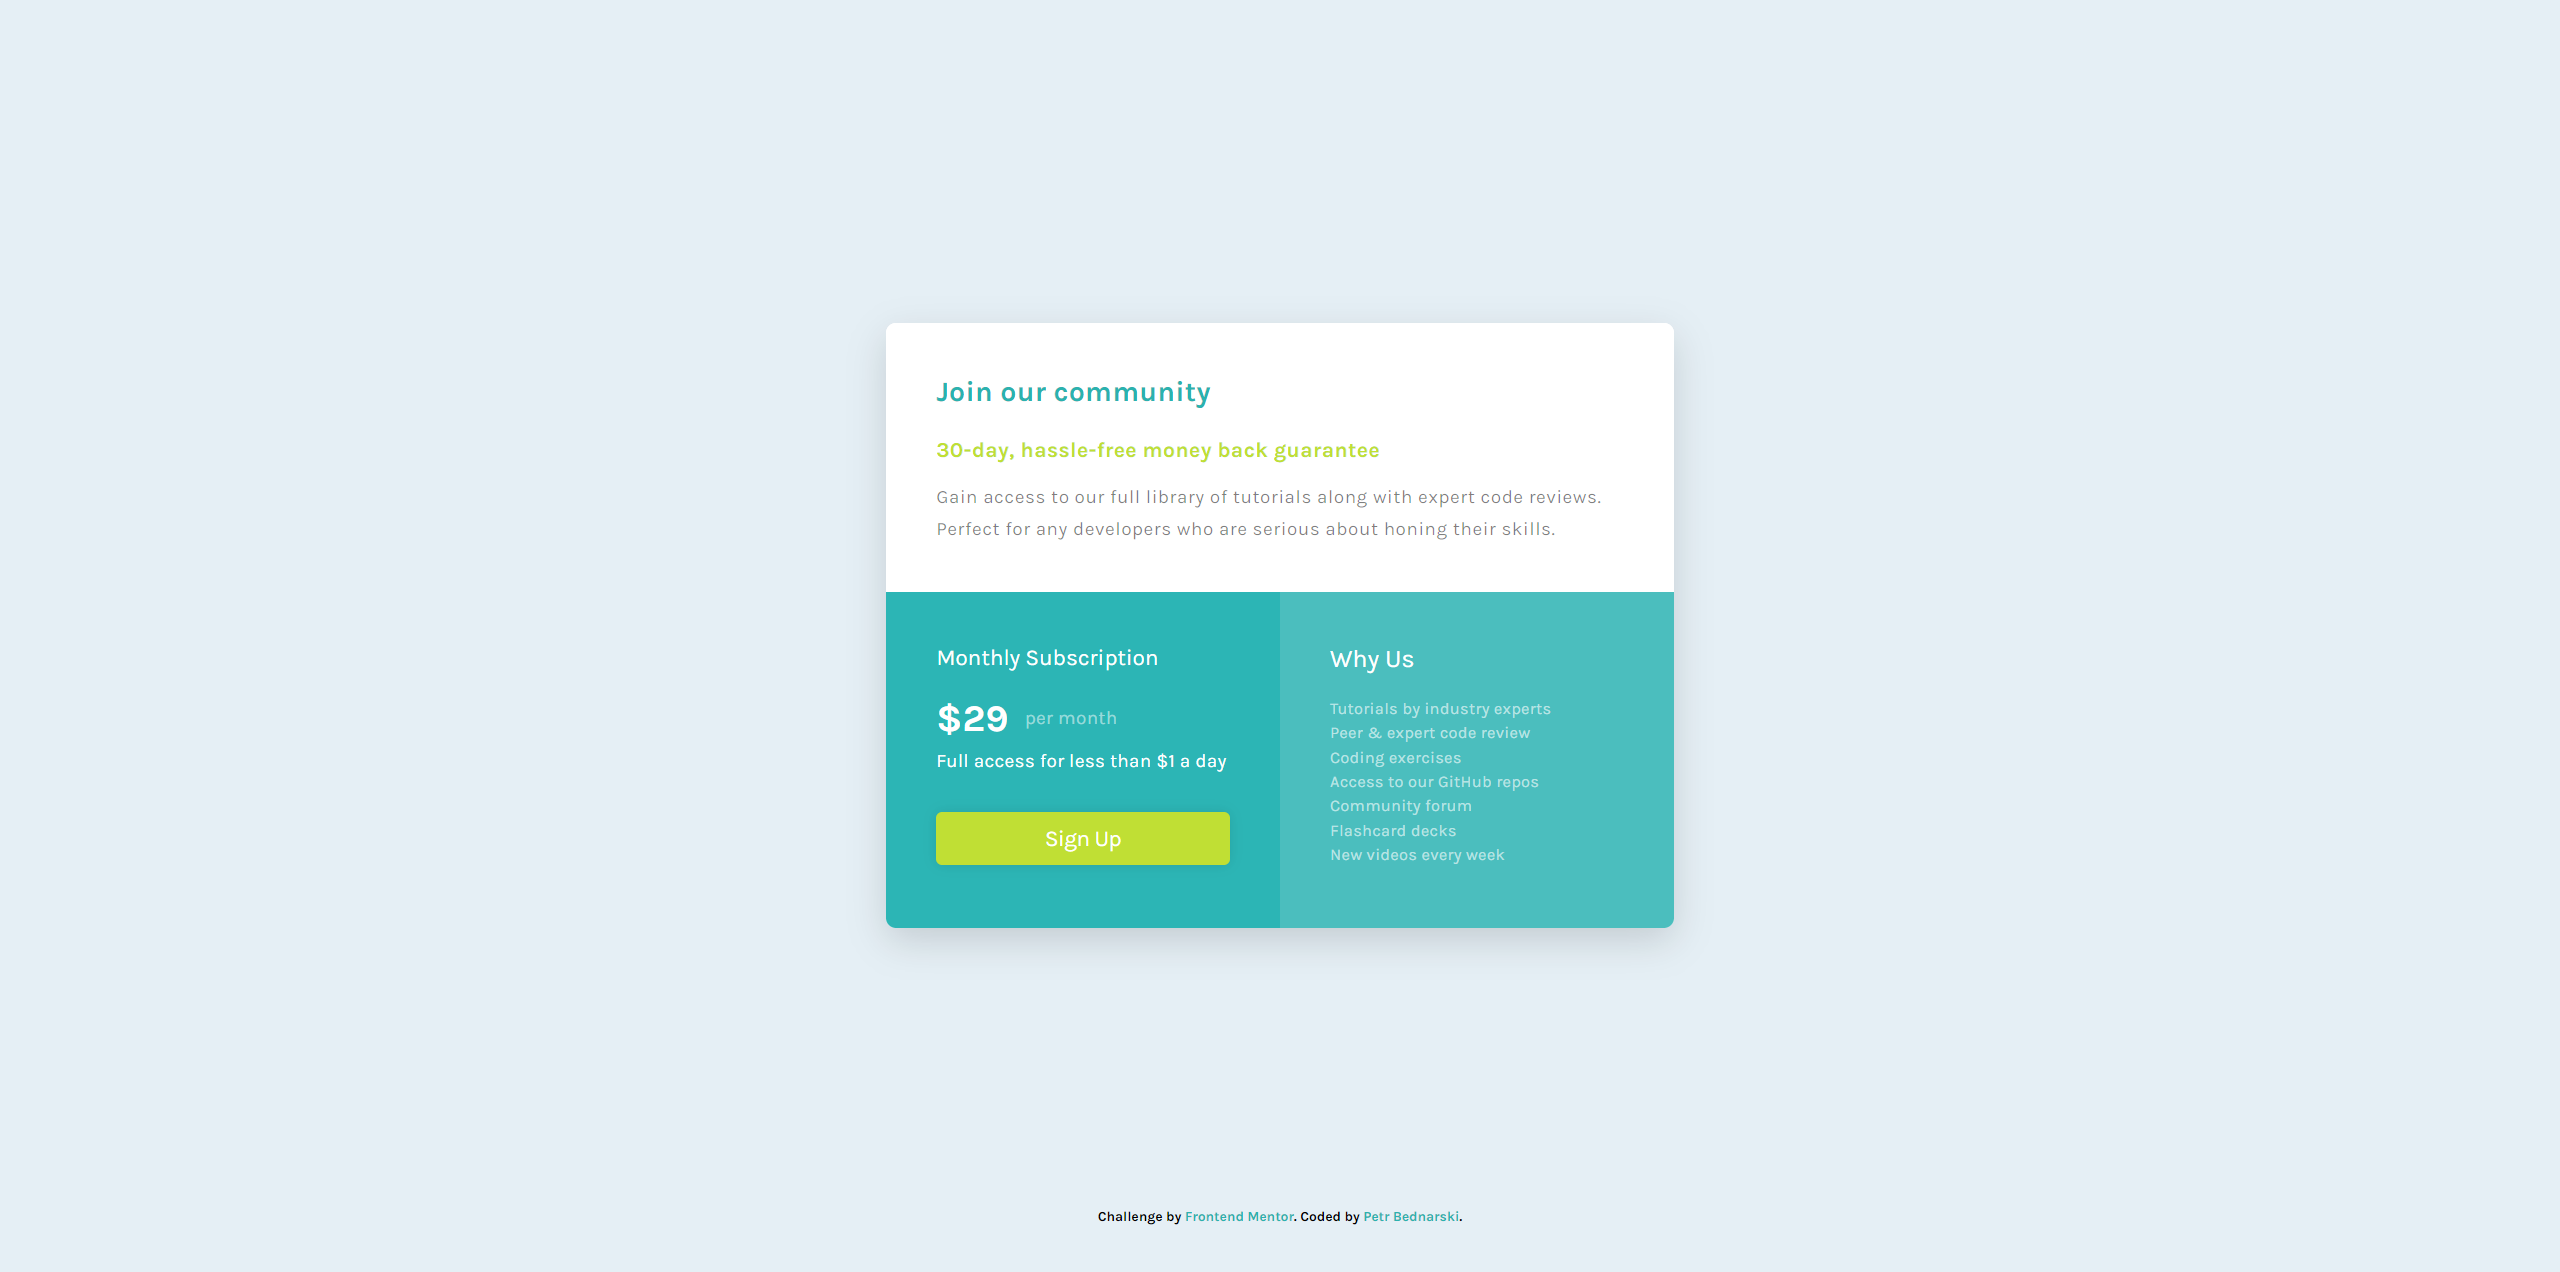 Join our community
30-day, hassle-free money back guarantee
Gain access to our full library of tutorials along with expert code reviews.
Perfect for any developers who are serious about honing their skills.
Monthly Subscription
$29 per month
Full access for less than $1 a day
Sign Up
Why Us
Tutorials by industry experts
Peer & expert code review
Coding exercises
Access to our GitHub repos
Community forum
Flashcard decks
New videos every week
Challenge by Frontend Mentor. Coded by Petr Bednarski.